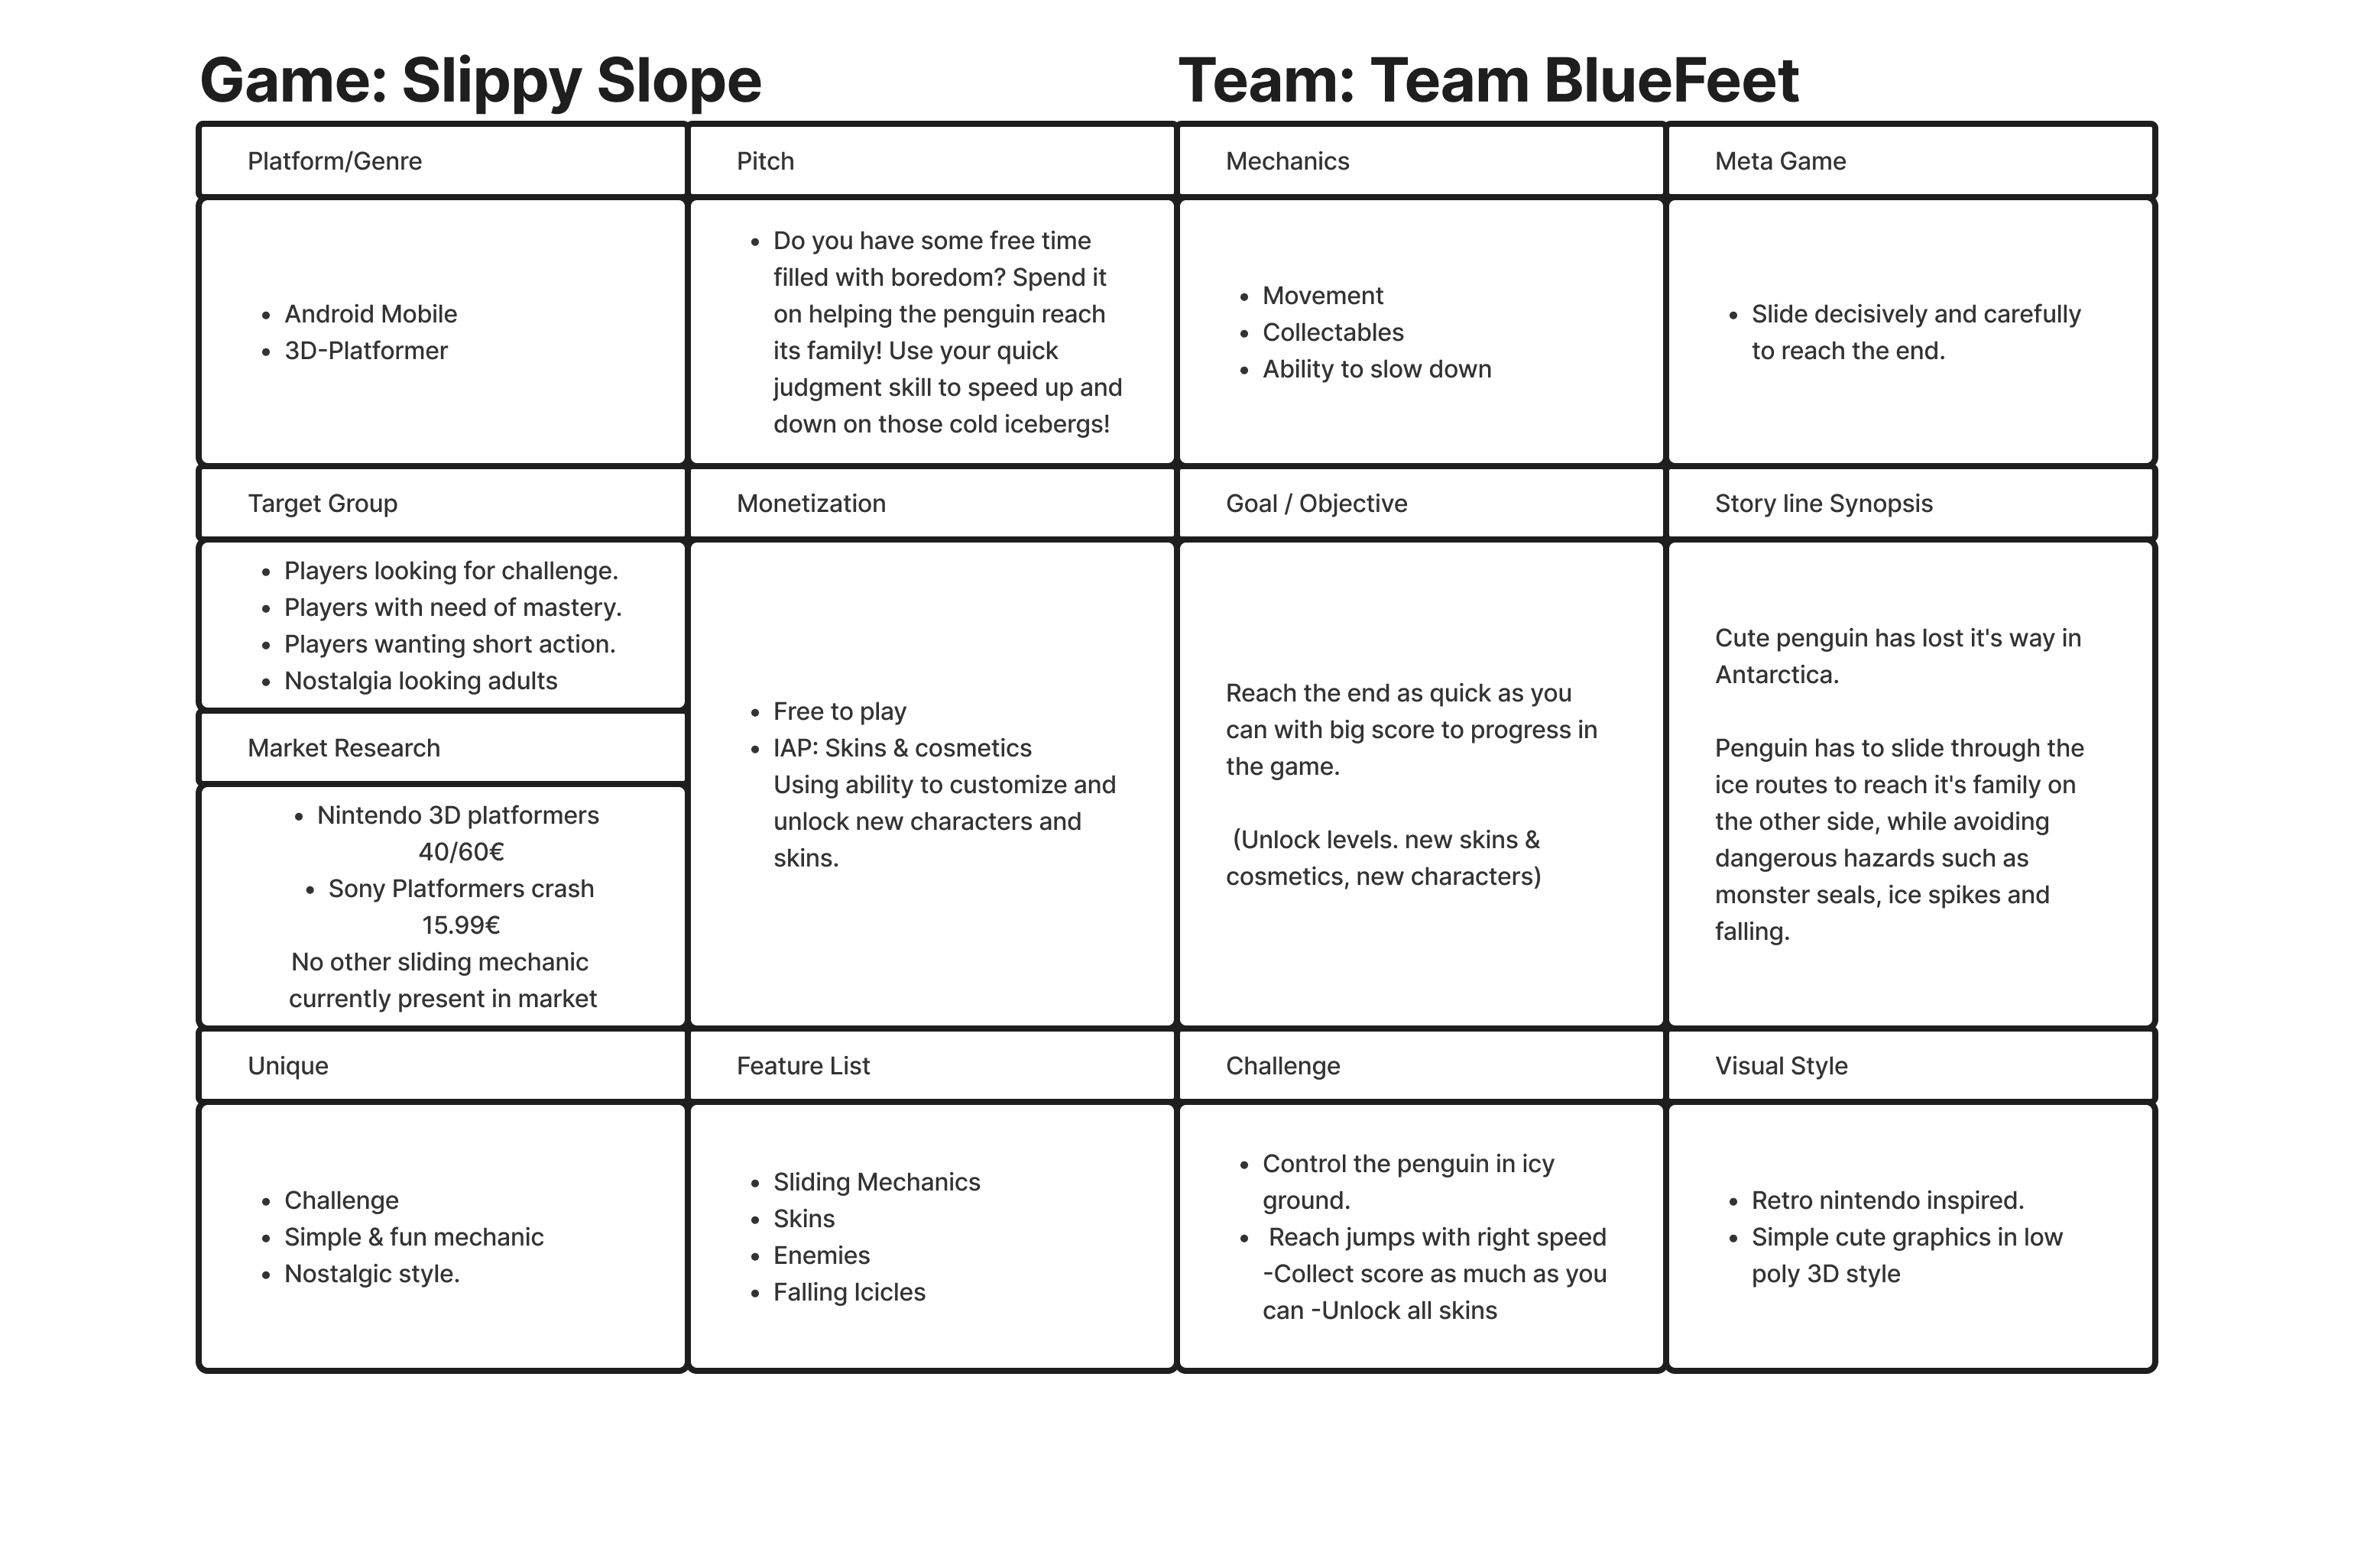 Game: Slippy Slope
Team: Team BlueFeet
Platform/Genre
Pitch
Mechanics
Meta Game
• Android Mobile
• 3D-Platformer
• Do you have some free time
filled with boredom? Spend it
on helping the penguin reach
its family! Use your quick
judgment skill to speed up and
down on those cold icebergs!
• Movement
• Collectables
• Ability to slow down
• Slide decisively and carefully
to reach the end.
Target Group
Monetization
Goal / Objective
Story line Synopsis
• Players looking for challenge.
• Players with need of mastery.
• Players wanting short action.
• Nostalgia looking adults
Market Research
• Nintendo 3D platformers
40/60€
• Sony Platformers crash
15.99€
No other sliding mechanic
currently present in market
• Free to play
• IAP: Skins & cosmetics
Using ability to customize and
unlock new characters and
skins.
Reach the end as quick as you
can with big score to progress in
the game.
(Unlock levels. new skins &
cosmetics, new characters)
Cute penguin has lost it's way in
Antarctica.
Penguin has to slide through the
ice routes to reach it's family on
the other side, while avoiding
dangerous hazards such as
monster seals, ice spikes and
falling.
Unique
Feature List
Challenge
Visual Style
• Challenge
• Simple & fun mechanic
• Nostalgic style.
• Sliding Mechanics
• Skins
• Enemies
• Falling Icicles
• Control the penguin in icy
ground.
• Reach jumps with right speed
-Collect score as much as you
can -Unlock all skins
• Retro nintendo inspired.
• Simple cute graphics in low
poly 3D style